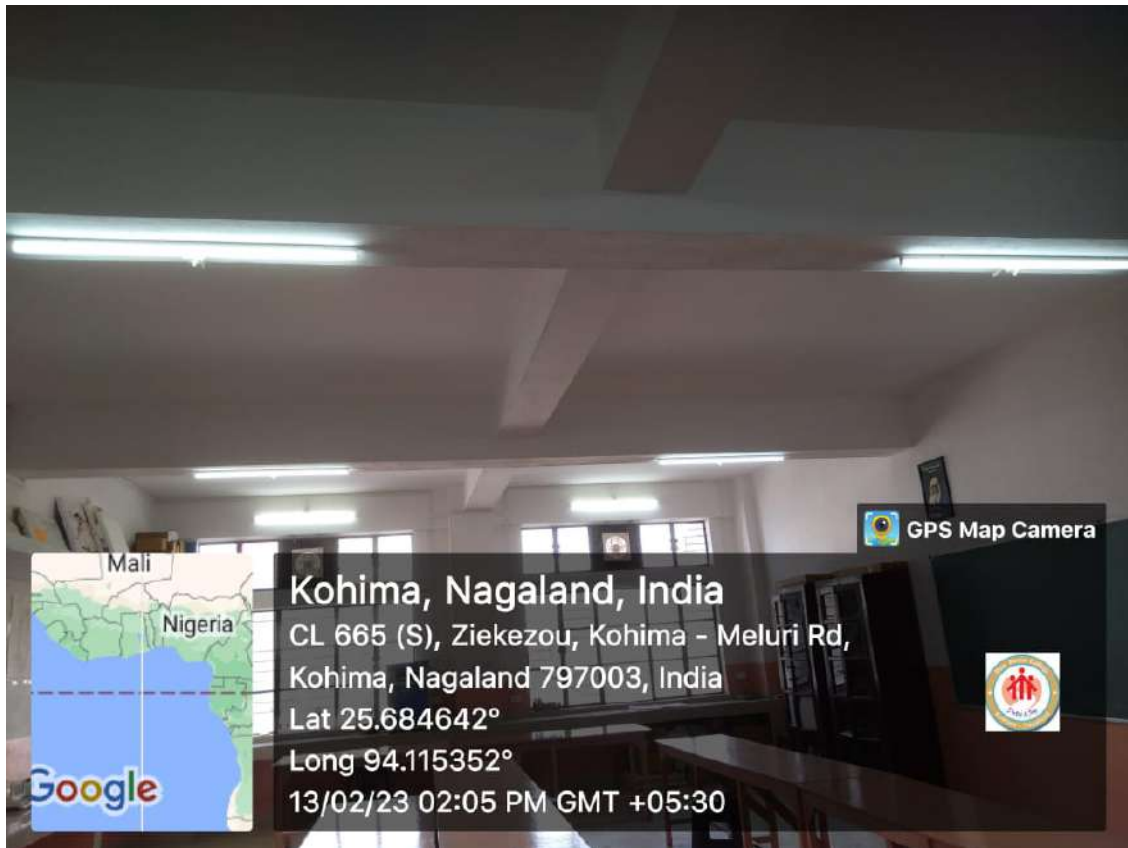 GPS Map Camera
Mali
Nigeria
Google
Kohima, Nagaland, India
CL 665 (S), Ziekezou, Kohima - Meluri Rd,
Kohima, Nagaland 797003, India
Lat 25.684642°
Long 94.115352°
13/02/23 02:05 PM GMT +05:30